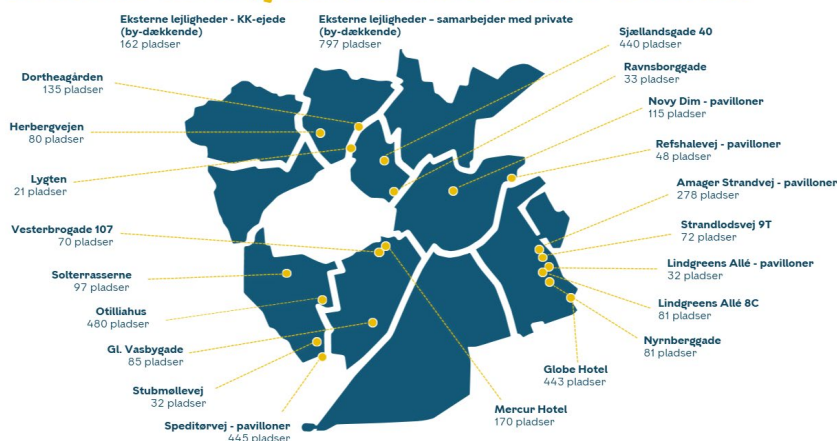 Eksterne lejligheder - KK-ejede
(by-dækkende)
162 pladser
Eksterne lejligheder – samarbejder med private
(by-dækkende)
797 pladser
Dortheagården
135 pladser
Herbergvejen
80 pladser
Lygten
21 pladser
Vesterbrogade 107
70 pladser
Solterrasserne
97 pladser
Otiliahus
480 pladser
Gl. Vasbygade
85 pladser
Stubmøllevej
32 pladser
Speditørvej - pavilloner
445 pladser
Sjællandsgade 40
440 pladser
Ravnsborggade
33 pladser
Novy Dim - pavilloner
115 pladser
Refshalevej - pavilloner
48 pladser
Amager Strandvej - pavilloner
278 pladser
Strandlodsvej 9T
72 pladser
Lindgreens Allé - pavilloner
32 pladser
Lindgreens Allé 8C
81 pladser
Nyrnberggade
81 pladser
Globe Hotel
443 pladser
Mercur Hotel
170 pladser